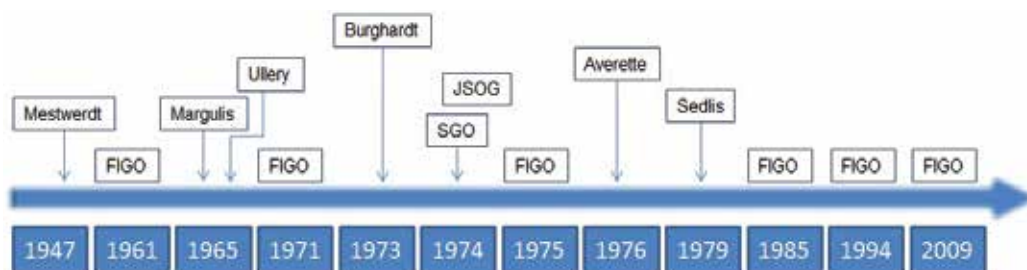 Burghardt
Ullery
Averette
JSOG
Mestwerdt
Margulis
Sedlis
SGO
FIGO
FIGO
FIGO
FIGO
FIGO
FIGO
1947
1961
1965
1971
1973
1974
1975
1976
1979
1985
1994
2009